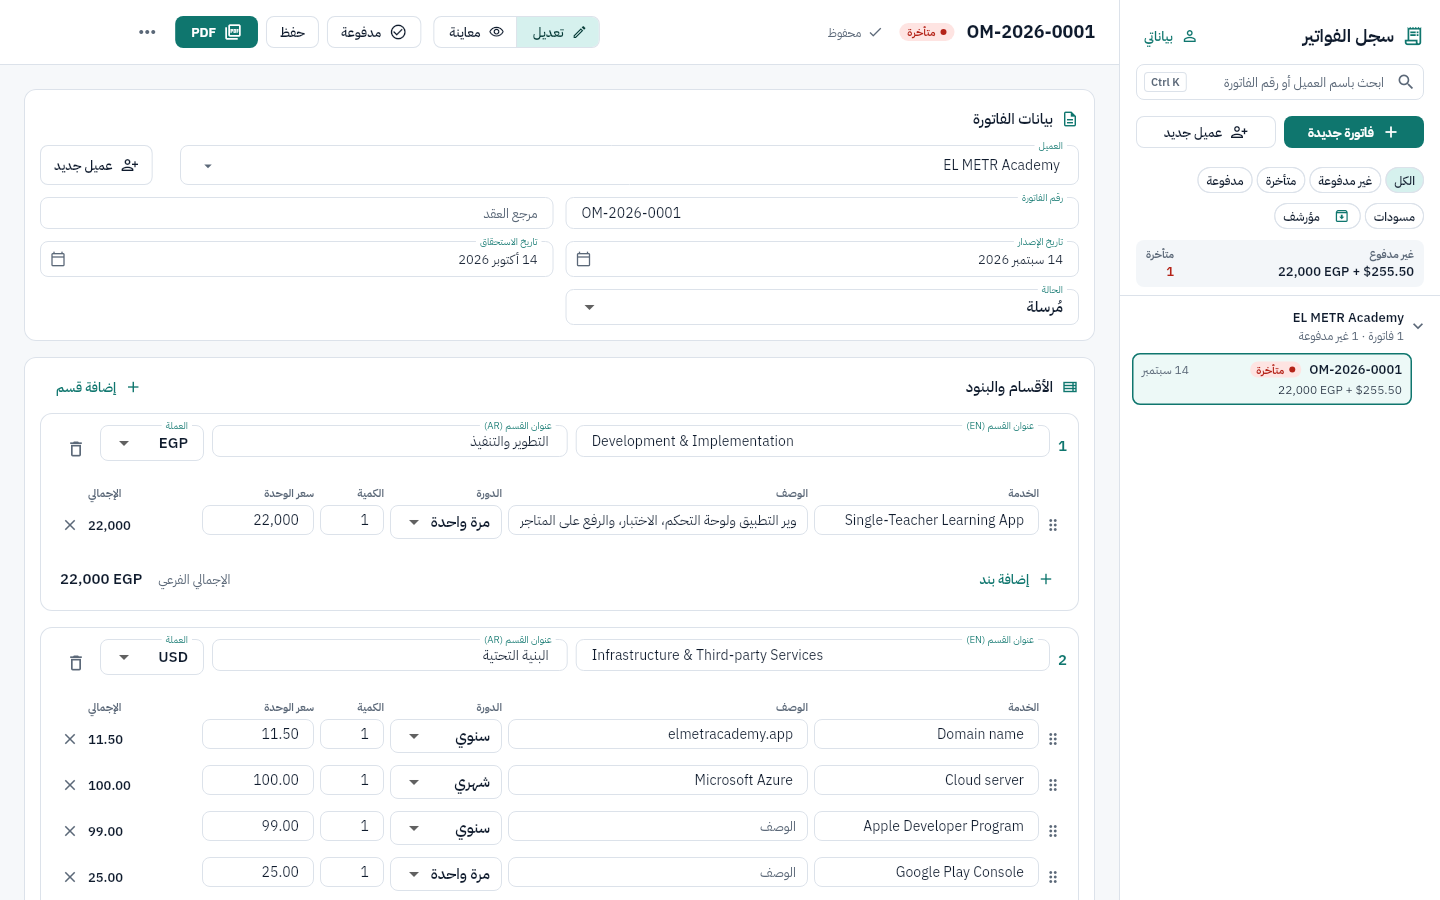 سجل الفواتير
بياناتي
ابحث باسم العميل أو رقم الفاتورة
Ctrl K
فاتورة جديدة
عميل جديد
الكل
غير مدفوعة
متأخرة
مدفوعة
مسودات
مؤرشف
غير مدفوع
متأخرة
22,000 EGP + $255.50
1
EL METR Academy
1 فاتورة · 1 غير مدفوعة
OM-2026-0001
متأخرة
14 سبتمبر
22,000 EGP + $255.50
OM-2026-0001
متأخرة
محفوظ
تعديل
معاينة
مدفوعة
حفظ
PDF
بيانات الفاتورة
العميل
EL METR Academy
عميل جديد
رقم الفاتورة
OM-2026-0001
مرجع العقد
تاريخ الإصدار
14 سبتمبر 2026
تاريخ الاستحقاق
14 أكتوبر 2026
الحالة
مُرسلة
الأقسام والبنود
إضافة قسم
1
عنوان القسم (EN)
Development & Implementation
عنوان القسم (AR)
التطوير والتنفيذ
العملة
EGP
الخدمة
الوصف
الدورة
الكمية
سعر الوحدة
الإجمالي
Single-Teacher Learning App
وير التطبيق ولوحة التحكم، الاختبار، والرفع على المتاجر
مرة واحدة
1
22,000
22,000
إضافة بند
الإجمالي الفرعي
22,000 EGP
2
عنوان القسم (EN)
Infrastructure & Third-party Services
عنوان القسم (AR)
البنية التحتية
العملة
USD
الخدمة
الوصف
الدورة
الكمية
سعر الوحدة
الإجمالي
Domain name
elmetracademy.app
سنوي
1
11.50
11.50
Cloud server
Microsoft Azure
شهري
1
100.00
100.00
Apple Developer Program
الوصف
سنوي
1
99.00
99.00
Google Play Console
الوصف
مرة واحدة
1
25.00
25.00